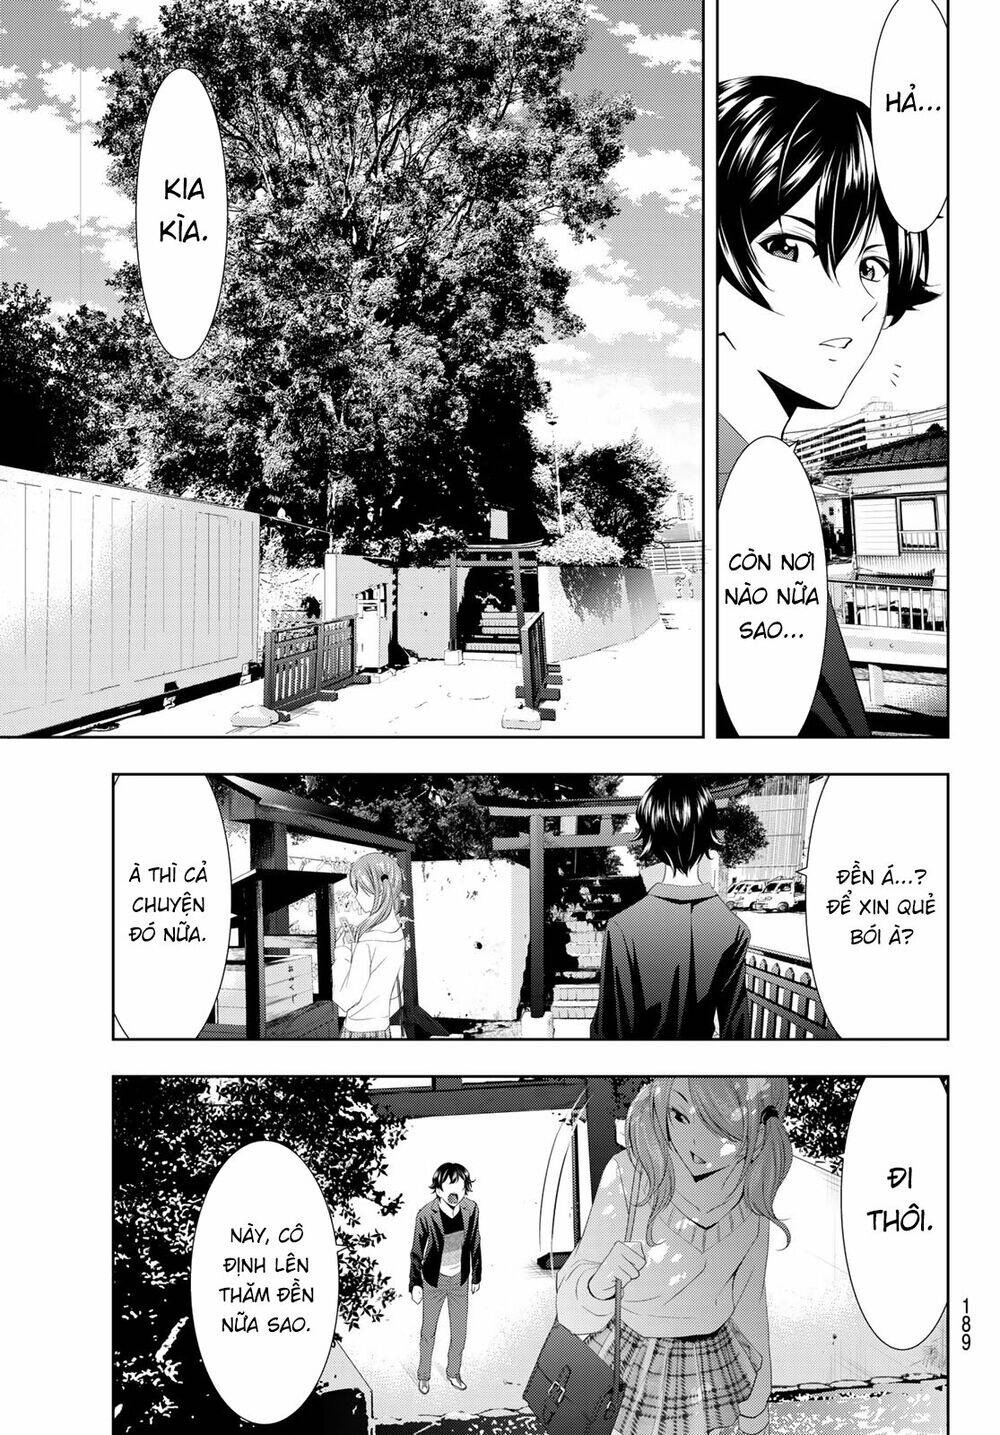 HẢ...
CÒN NƠI
NÀO NỮA
SAO...
KIA
KÌA.
ĐỀN Á...?
ĐỂ XIN QUẺ
BÓI À?
À THÌ CẢ
CHUYỆN
ĐÓ NỮA.
ĐI
THÔI.
NÀY, CÔ
ĐỊNH LÊN
THĂM ĐỀN
NỮA SAO.
189